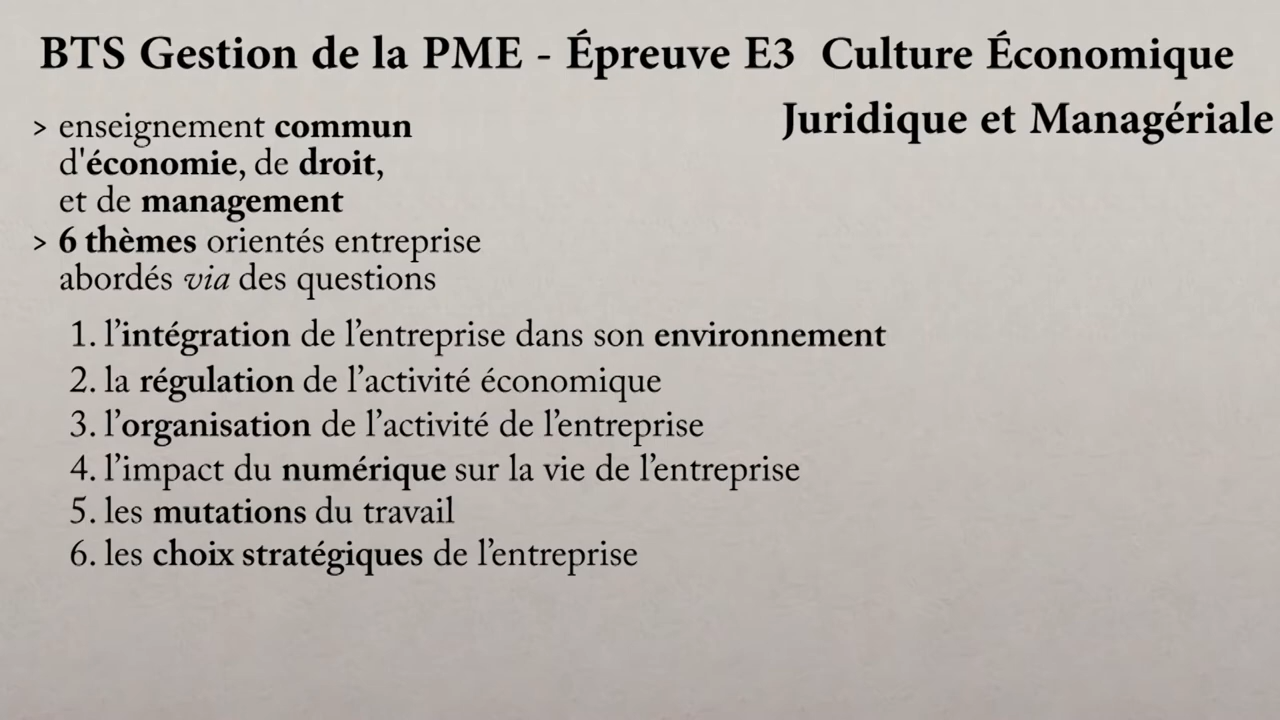 BTS Gestion de la PME - Épreuve E3 Culture Économique
Juridique et Managériale
> enseignement commun
d'économie, de droit,
et de management
> 6 thèmes orientés entreprise
abordés via des questions
1. l’intégration de l’entreprise dans son environnement
2. la régulation de l’activité économique
3. l’organisation de l’activité de l’entreprise
4. l’impact du numérique sur la vie de l’entreprise
5. les mutations du travail
6. les choix stratégiques de l’entreprise